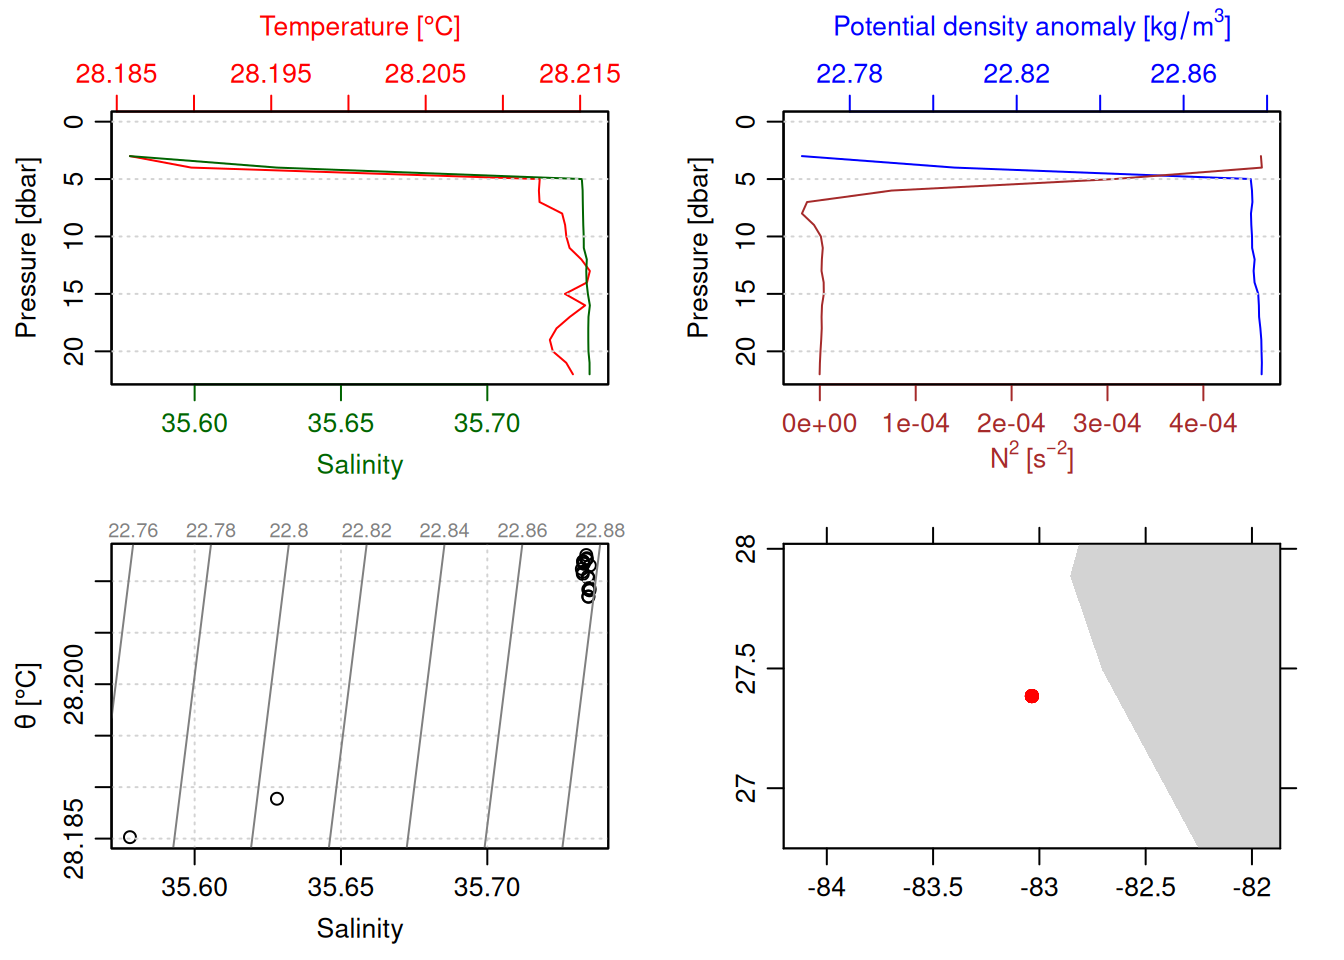 Temperature [°C]
28.185 28.195 28.205 28.215
Pressure [dbar]
0 5 10 15 20
35.60 35.65 35.70
Salinity
Potential density anomaly [kg/m³]
22.78 22.82 22.86
Pressure [dbar]
0 5 10 15 20
0e+00 1e-04 2e-04 3e-04 4e-04
N² [s⁻²]
22.76 22.78 22.8 22.82 22.84 22.86 22.88
θ [°C]
28.185 28.200
35.60 35.65 35.70
Salinity
28
27.5
27
-84 -83.5 -83 -82.5 -82